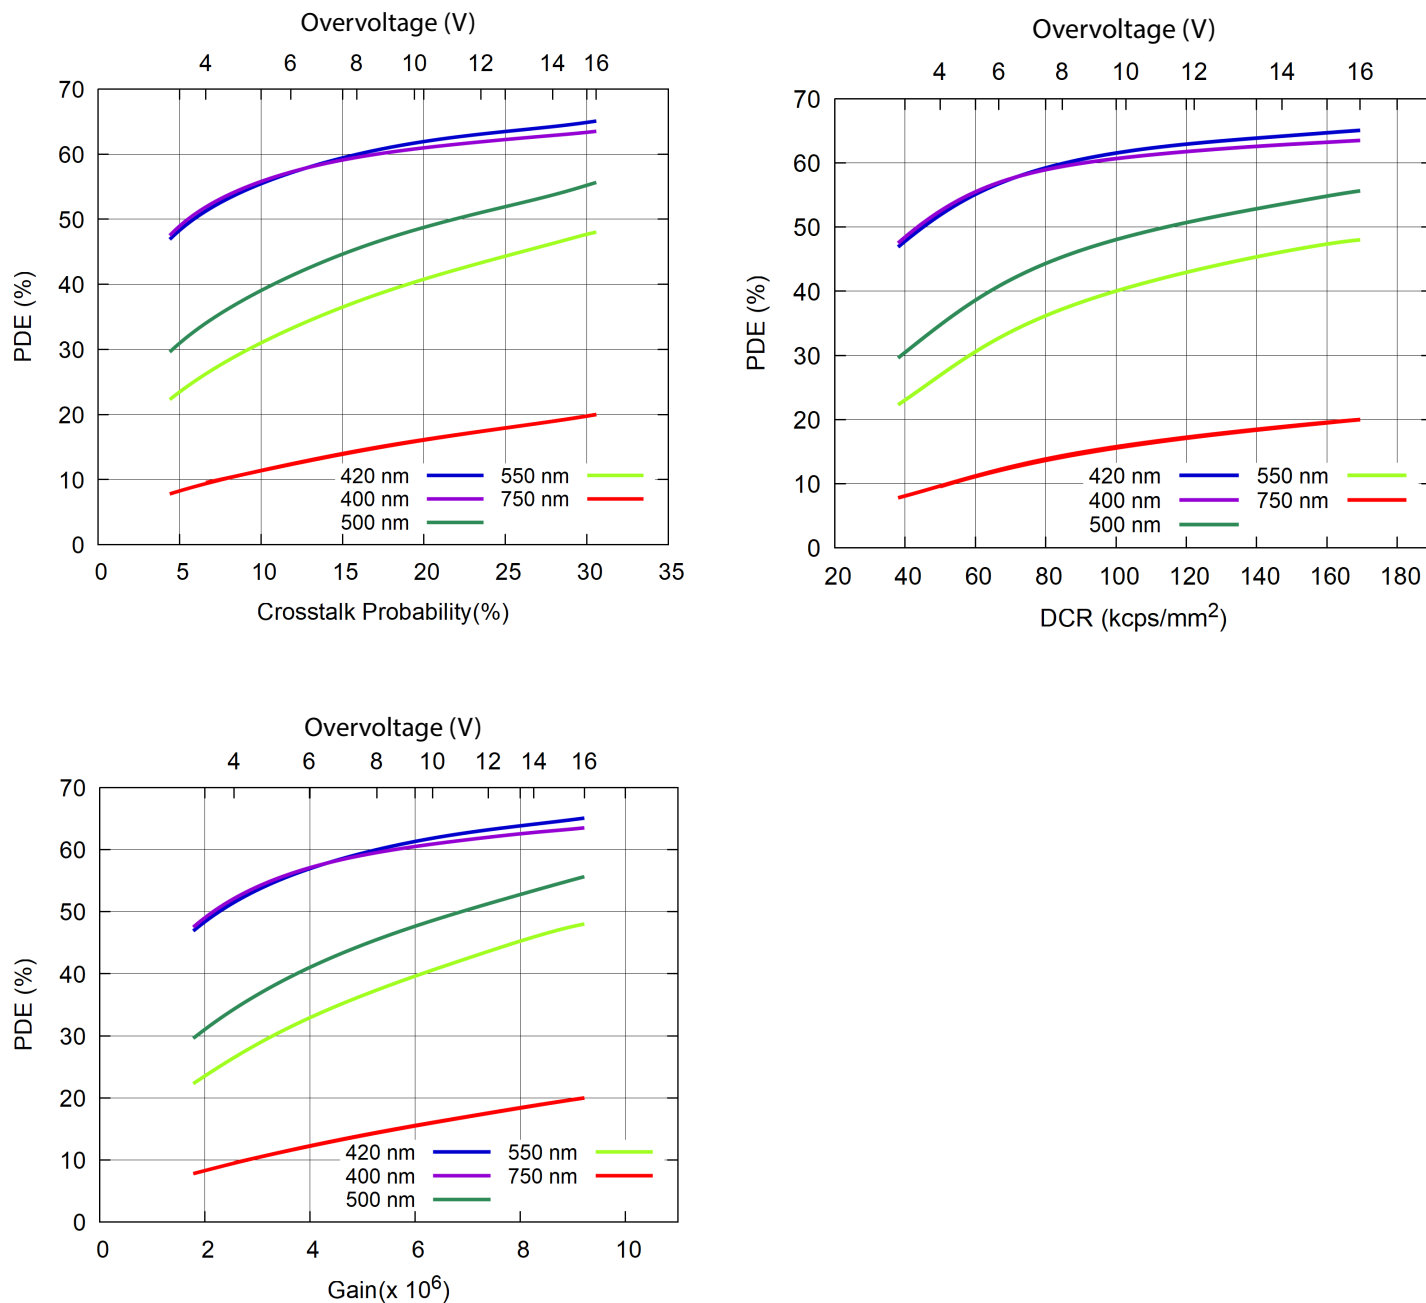 Overvoltage (V)
4 6 8 10 12 14 16
70
60
50
40
30
20
10
0
PDE (%)
420 nm 550 nm
400 nm 750 nm
500 nm
0 5 10 15 20 25 30 35
Crosstalk Probability(%)
Overvoltage (V)
4 6 8 10 12 14 16
70
60
50
40
30
20
10
0
PDE (%)
420 nm 550 nm
400 nm 750 nm
500 nm
20 40 60 80 100 120 140 160 180
DCR (kcps/mm²)
Overvoltage (V)
4 6 8 10 12 14 16
70
60
50
40
30
20
10
0
PDE (%)
420 nm 550 nm
400 nm 750 nm
500 nm
0 2 4 6 8 10
Gain(x 10⁶)